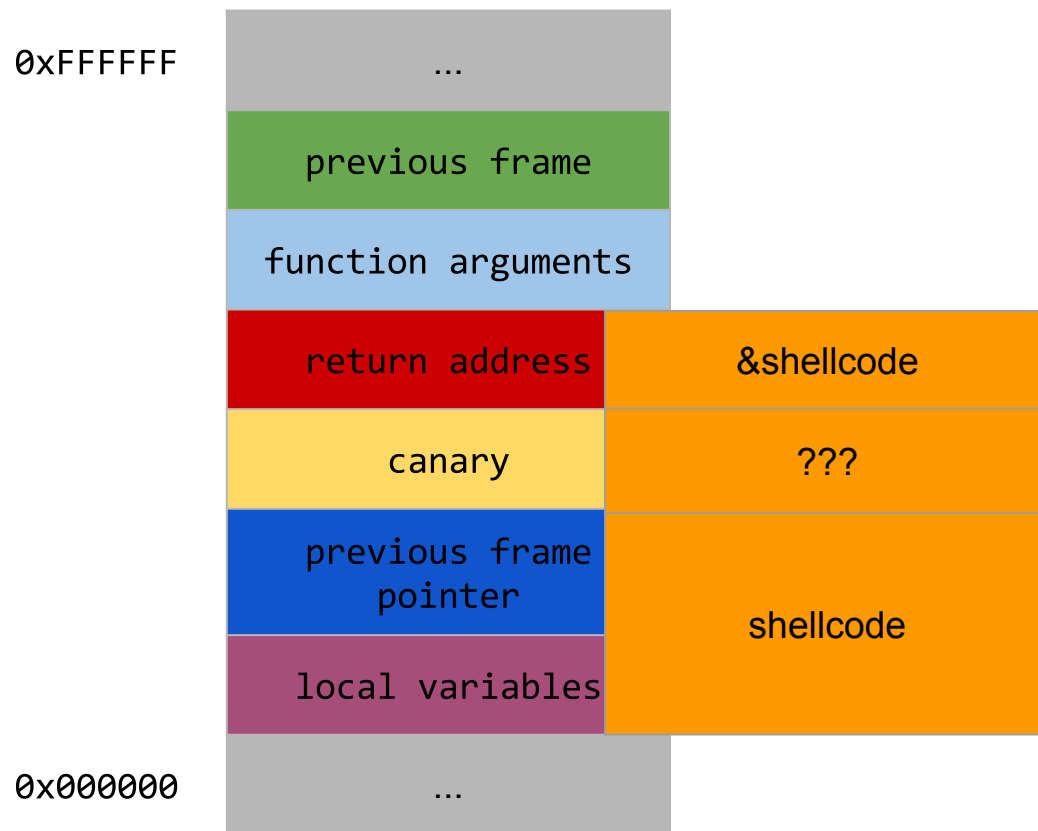 0xFFFFFF
...
previous frame
function arguments
return address
&shellcode
canary
???
previous frame
pointer
shellcode
local variables
0x000000
...